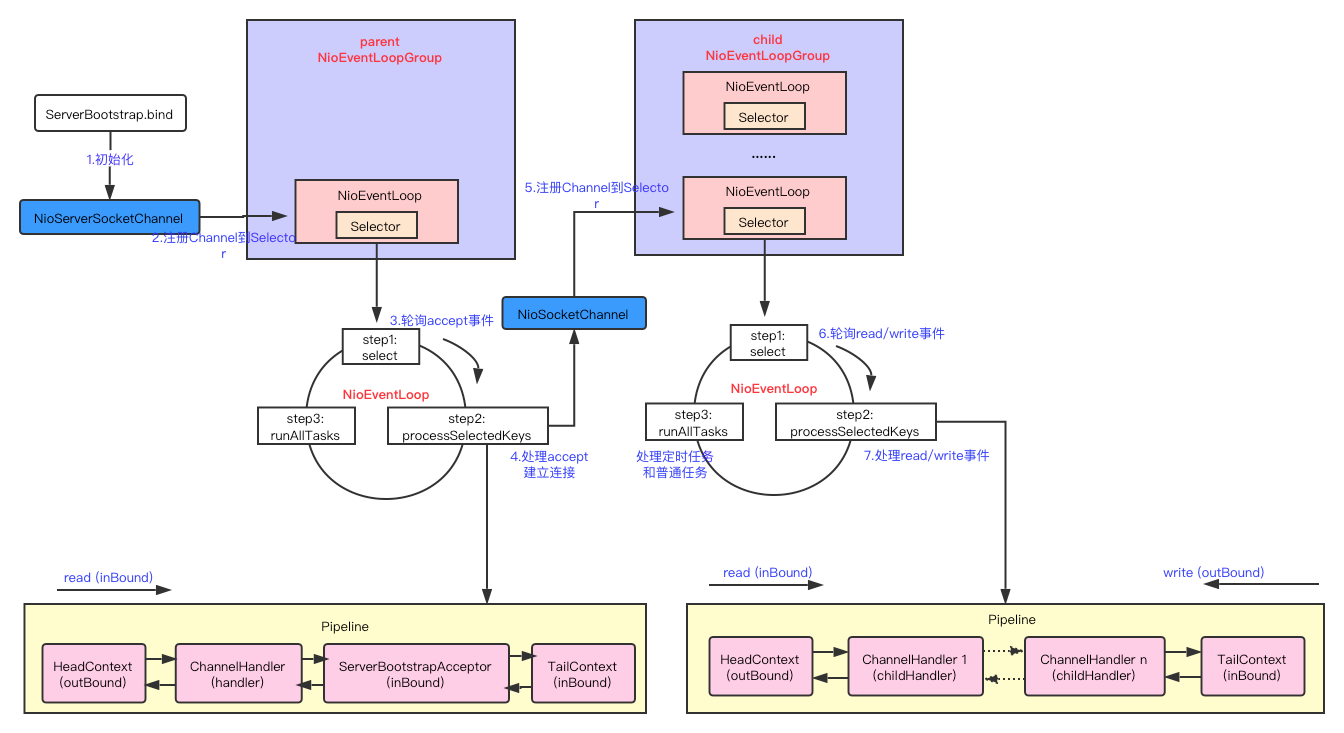 parent
NioEventLoopGroup
child
NioEventLoopGroup
NioEventLoop
Selector
ServerBootstrap.bind
1.初始化
......
NioServerSocketChannel
2.注册Channel到Selecto
r
NioEventLoop
Selector
5.注册Channel到Selecto
r
NioEventLoop
Selector
NioSocketChannel
3.轮询accept事件
step1:
select
NioEventLoop
step3:
runAllTasks
step2:
processSelectedKeys
4.处理accept
建立连接
6.轮询read/write事件
step1:
select
NioEventLoop
step3:
runAllTasks
step2:
processSelectedKeys
处理定时任务
和普通任务
7.处理read/write事件
read (inBound)
Pipeline
HeadContext
(outBound)
ChannelHandler
(handler)
ServerBootstrapAcceptor
(inBound)
TailContext
(inBound)
read (inBound)
write (outBound)
Pipeline
HeadContext
(outBound)
ChannelHandler 1
(childHandler)
ChannelHandler n
(childHandler)
TailContext
(inBound)